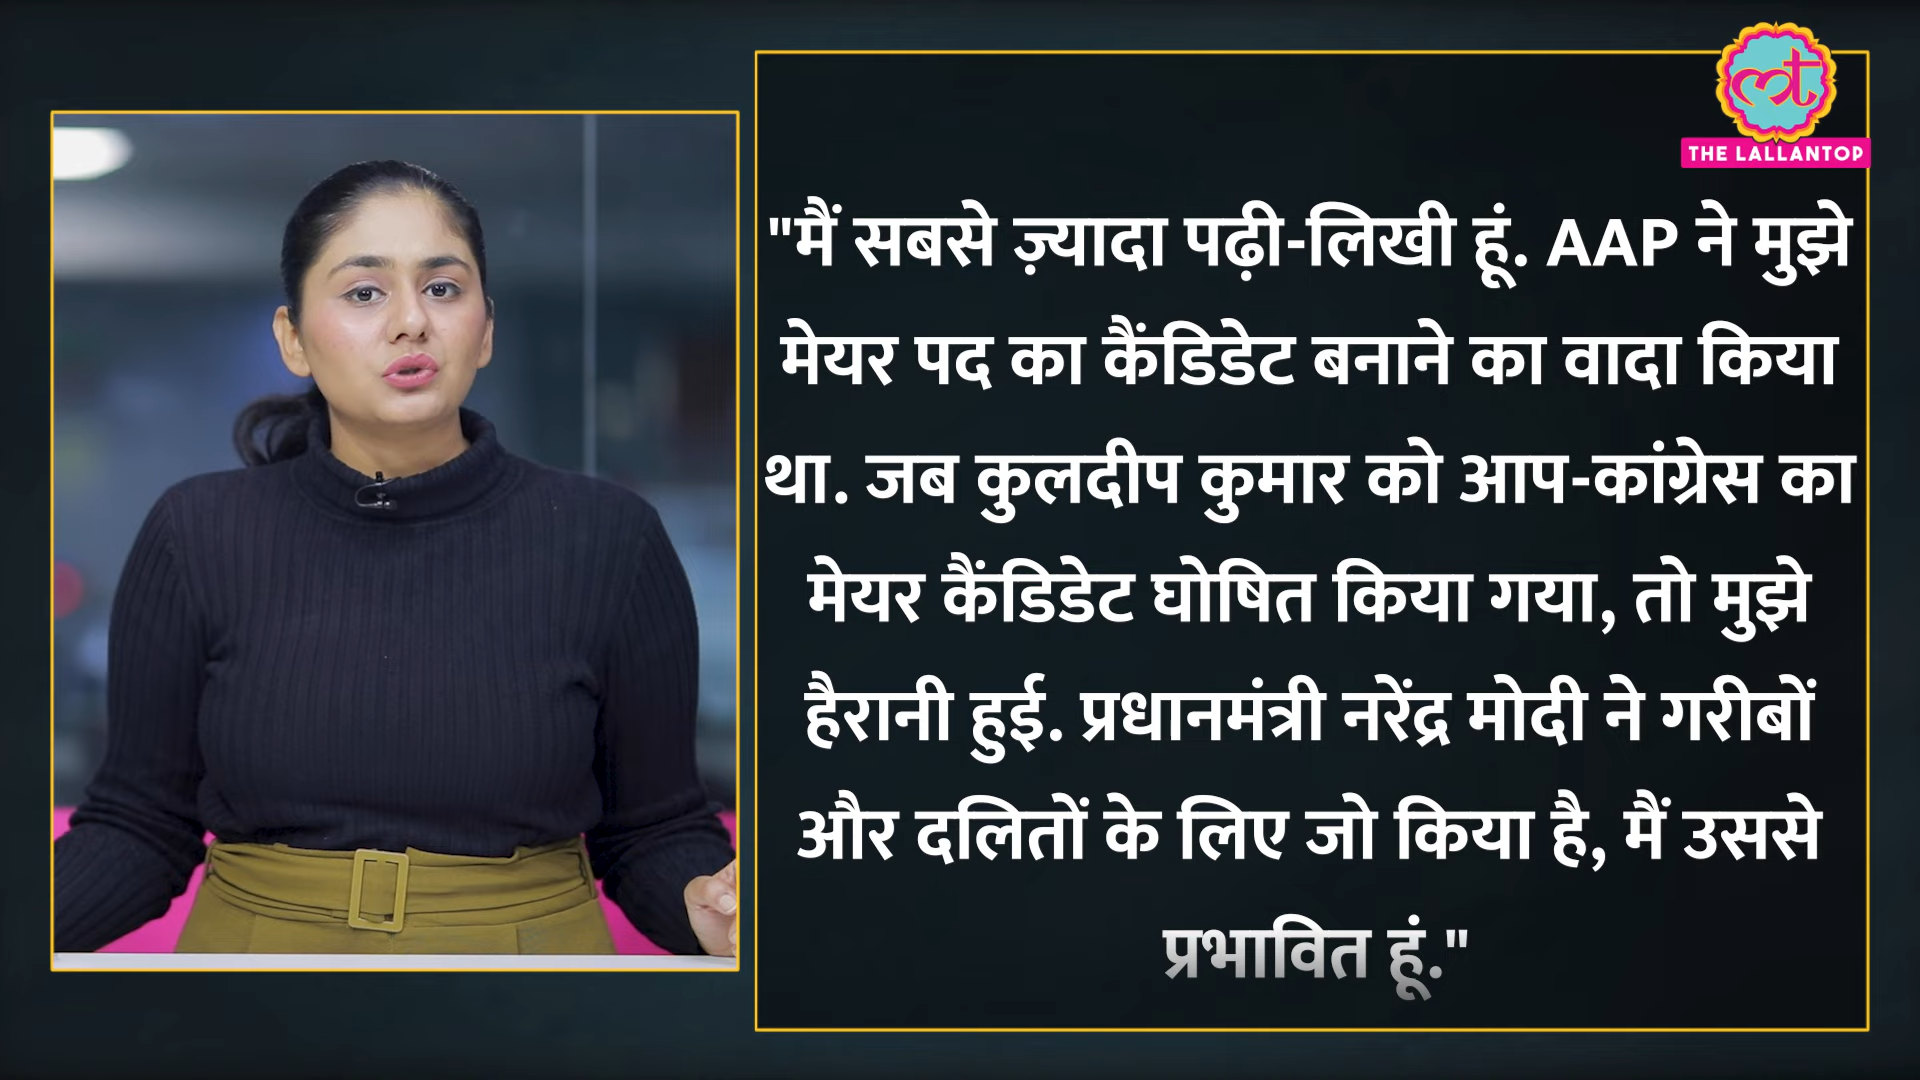 THE LALLANTOP
"मैं सबसे ज़्यादा पढ़ी-लिखी हूं. AAP ने मुझे
मेयर पद का कैंडिडेट बनाने का वादा किया
था. जब कुलदीप कुमार को आप-कांग्रेस का
मेयर कैंडिडेट घोषित किया गया, तो मुझे
हैरानी हुई. प्रधानमंत्री नरेंद्र मोदी ने गरीबों
और दलितों के लिए जो किया है, मैं उससे
प्रभावित हूं."